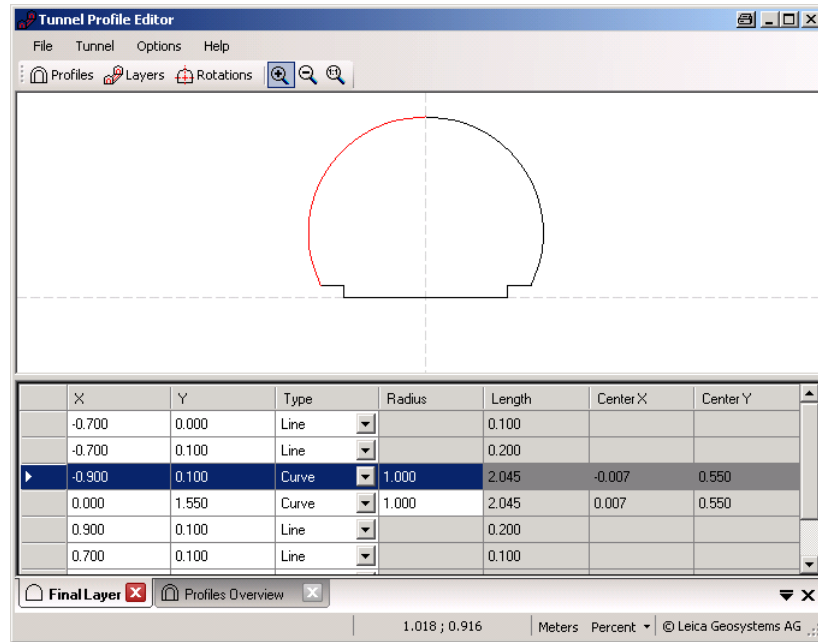 Tunnel Profile Editor
File Tunnel Options Help
Profiles Layers Rotations
X Y Type Radius Length Center X Center Y
-0.700 0.000 Line 0.100
-0.700 0.100 Line 0.200
-0.900 0.100 Curve 1.000 2.045 -0.007 0.550
0.000 1.550 Curve 1.000 2.045 0.007 0.550
0.900 0.100 Line 0.200
0.700 0.100 Line 0.100
Final Layer Profiles Overview
1.018 ; 0.916 Meters Percent © Leica Geosystems AG